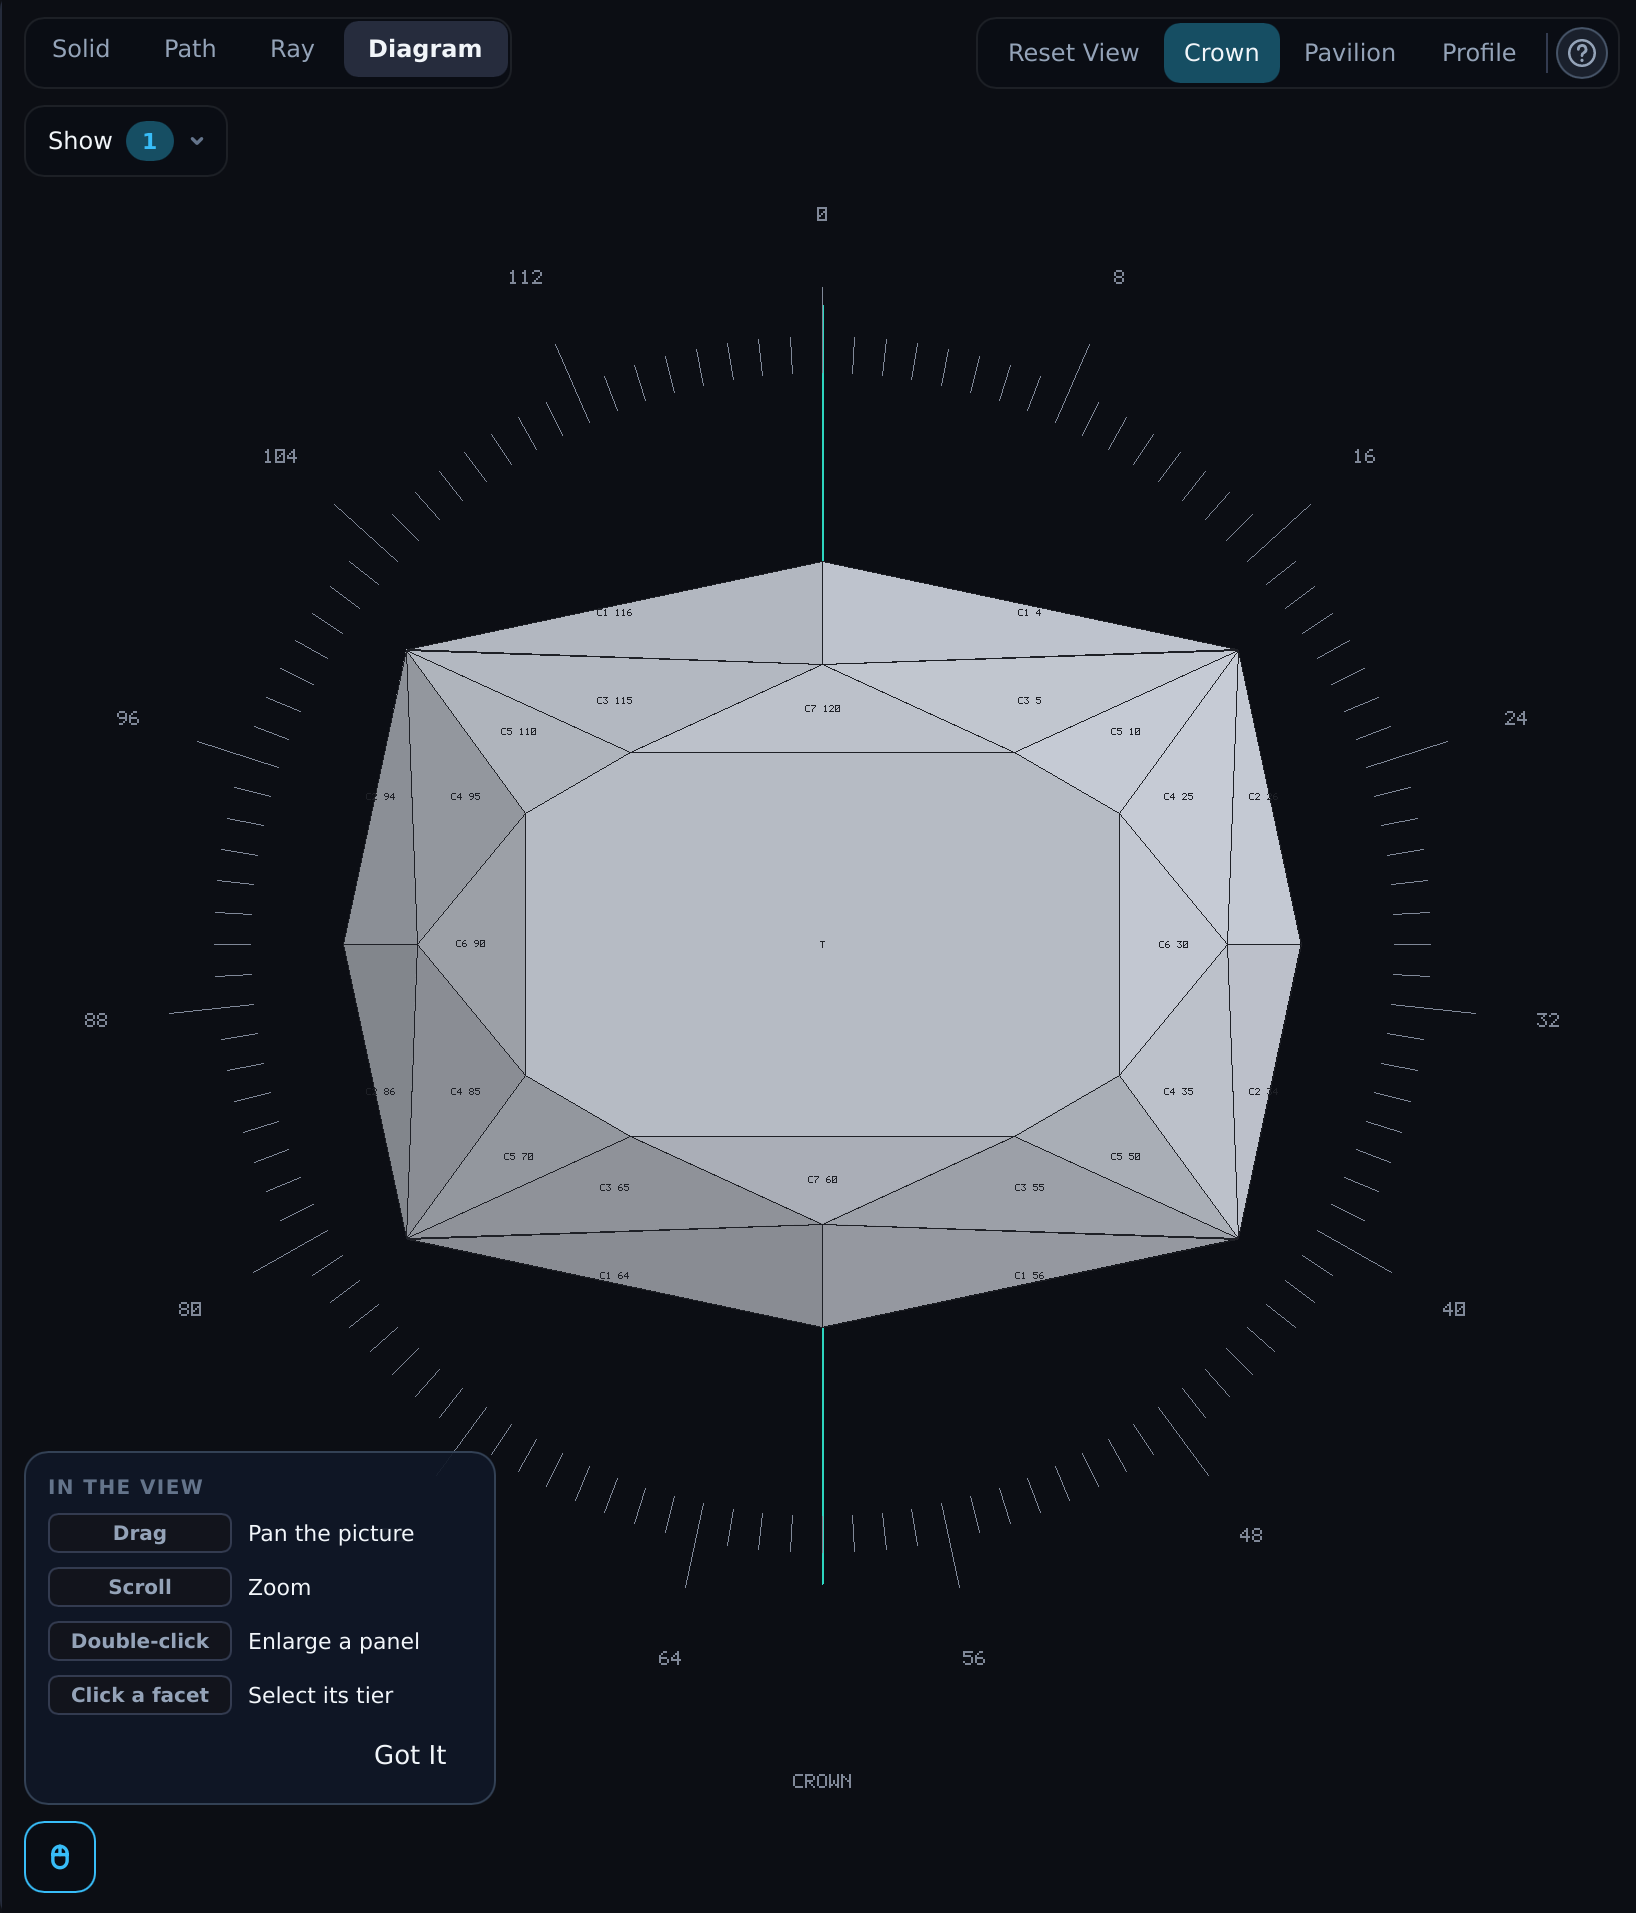 Solid Path Ray Diagram
Reset View Crown Pavilion Profile ?
Show 1
0
112 8
104 16
C1 116 C1 4
C3 115 C7 120 C3 5
96 24
C5 110 C5 10
94 C4 95 C4 25 C2
C6 90 T C6 30
88 32
86 C4 85 C4 35 C2
C5 70 C5 50
C3 65 C7 60 C3 55
C1 64 C1 56
80 40
IN THE VIEW
Drag Pan the picture
48
Scroll Zoom
Double-click Enlarge a panel
64 56
Click a facet Select its tier
Got It
CROWN